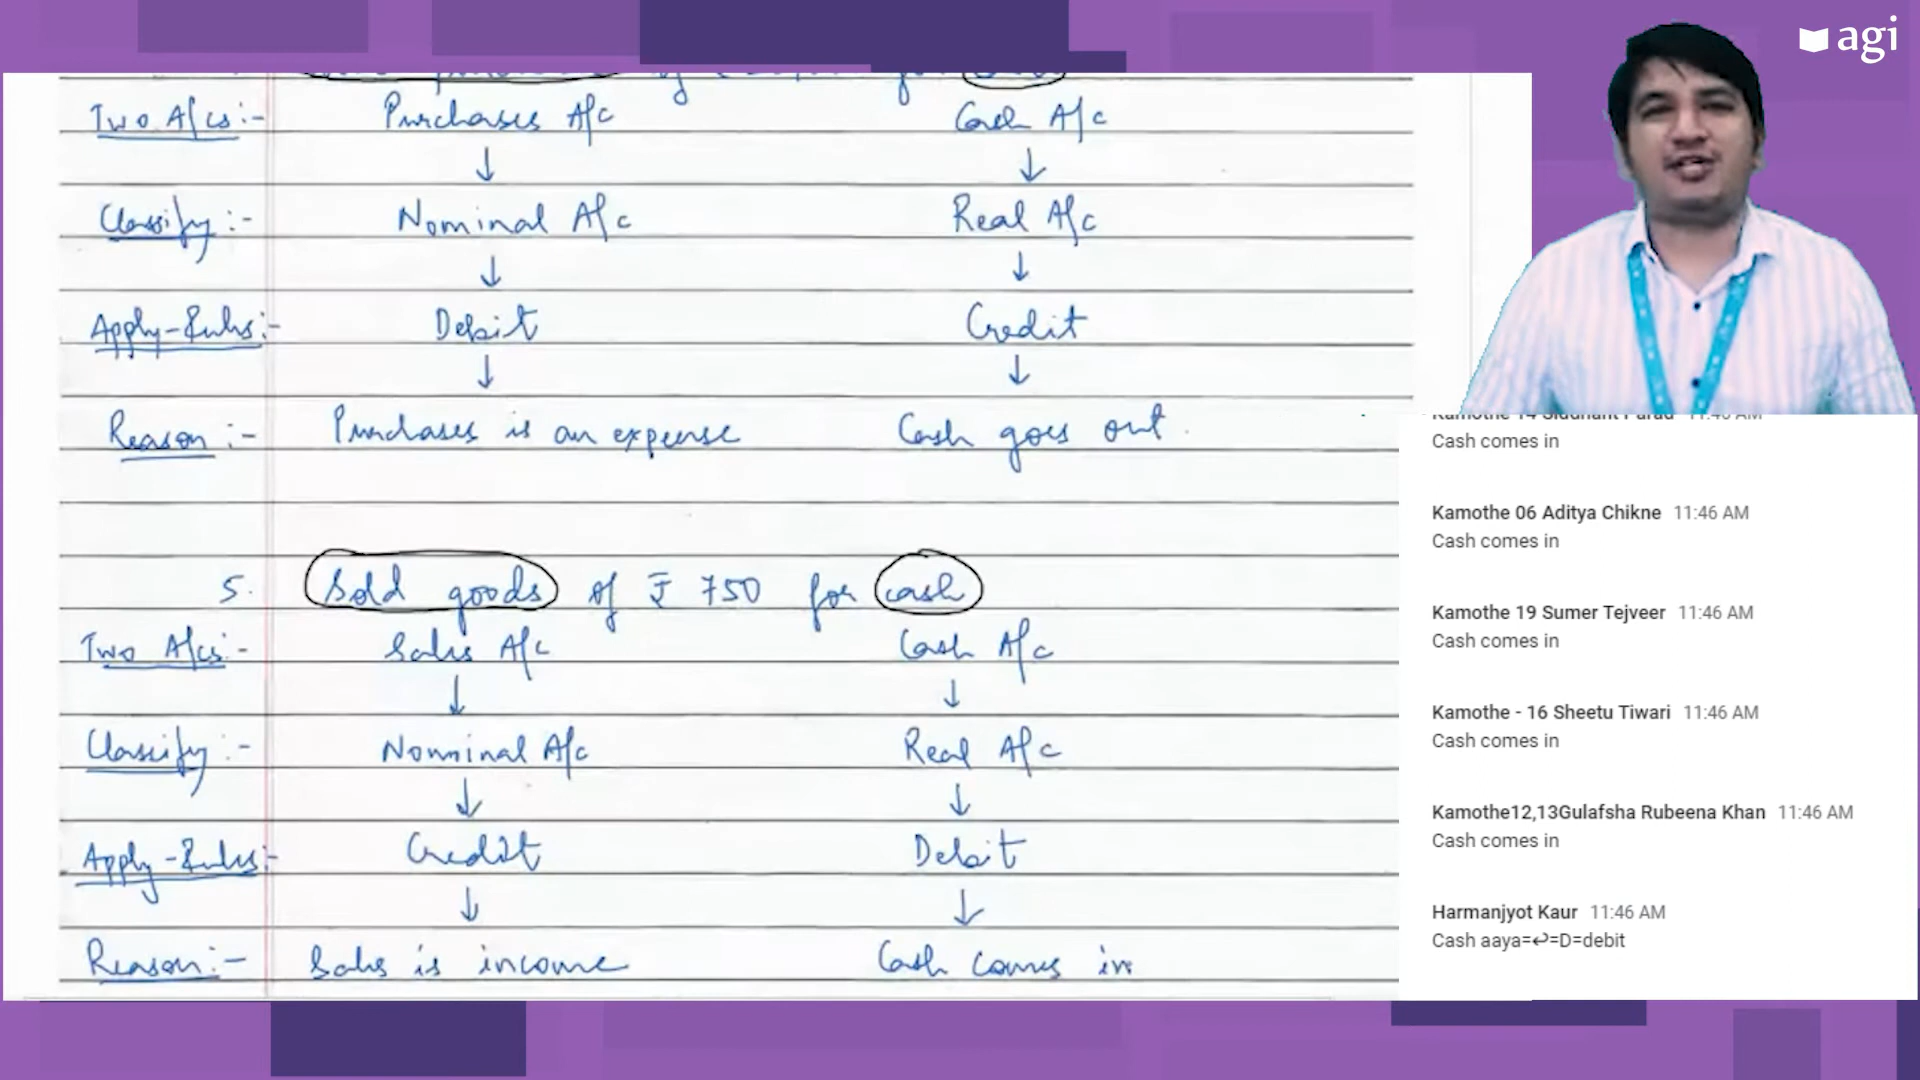 agi
Two A/cs :- Purchases A/c Cash A/c
Classify :- Nominal A/c Real A/c
Apply-Rules :- Debit Credit
Reason :- Purchases is an expense Cash goes out.
5. Sold goods of ₹ 750 for cash
Two A/cs :- Sales A/c Cash A/c
Classify :- Nominal A/c Real A/c
Apply-Rules :- Credit Debit
Reason :- Sales is income Cash comes in
Cash comes in
Kamothe 06 Aditya Chikne 11:46 AM
Cash comes in
Kamothe 19 Sumer Tejveer 11:46 AM
Cash comes in
Kamothe - 16 Sheetu Tiwari 11:46 AM
Cash comes in
Kamothe12,13Gulafsha Rubeena Khan 11:46 AM
Cash comes in
Harmanjyot Kaur 11:46 AM
Cash aaya=↩=D=debit